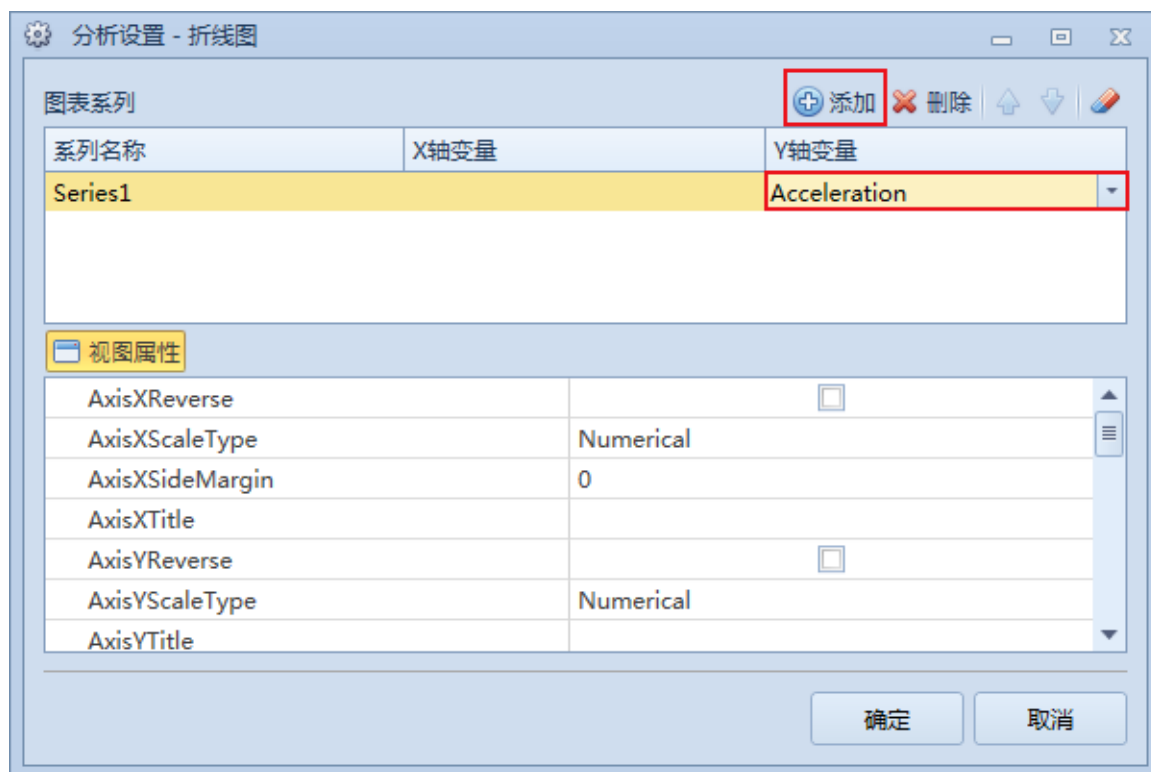 分析设置 - 折线图
图表系列 添加 删除
系列名称 X轴变量 Y轴变量
Series1 Acceleration
视图属性
AxisXReverse
AxisXScaleType Numerical
AxisXSideMargin 0
AxisXTitle
AxisYReverse
AxisYScaleType Numerical
AxisYTitle
确定 取消